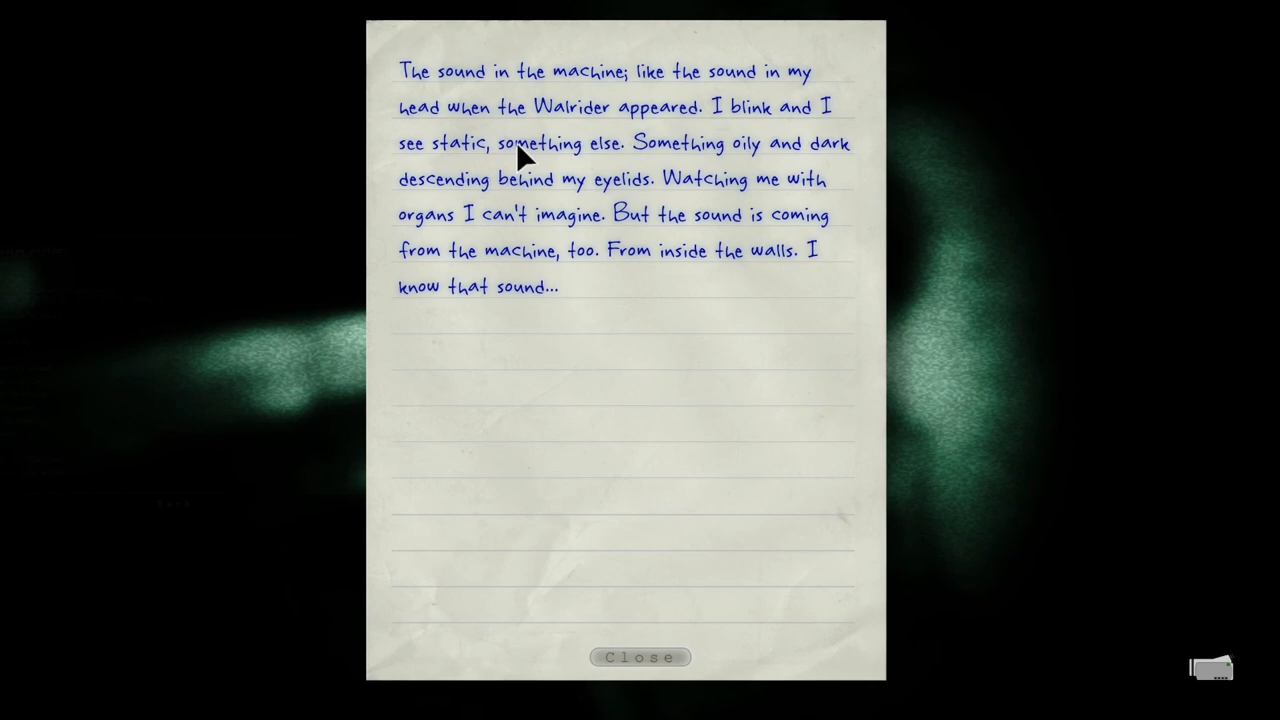 The sound in the machine; like the sound in my
head when the Walrider appeared. I blink and I
see static, something else. Something oily and dark
descending behind my eyelids. Watching me with
organs I can't imagine. But the sound is coming
from the machine, too. From inside the walls. I
know that sound...
Close